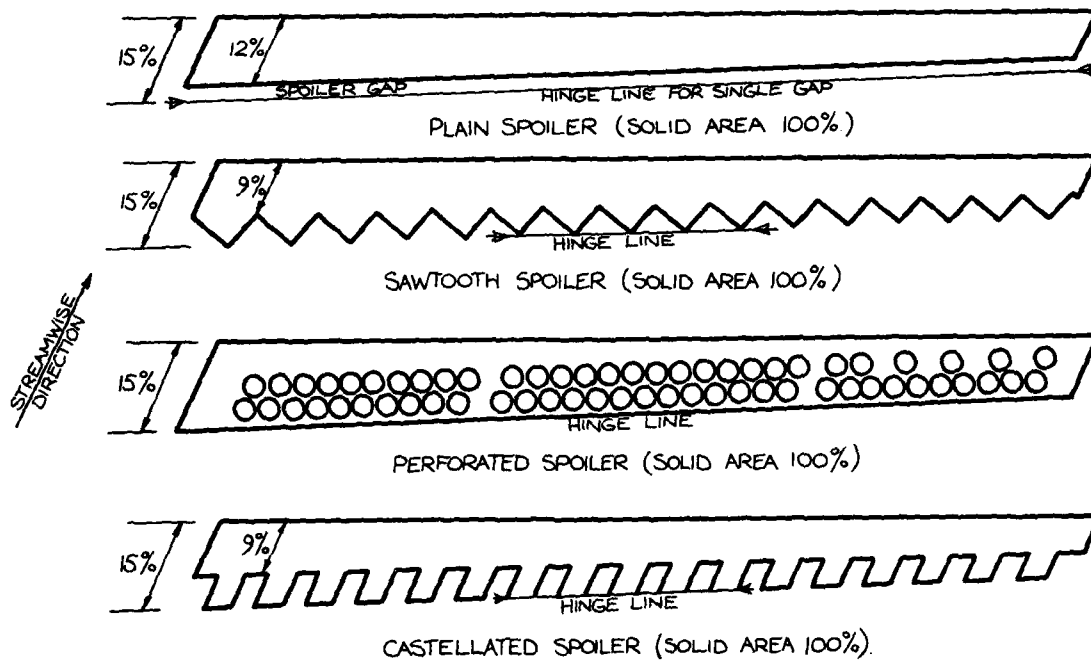 15%
12%
SPOILER GAP
HINGE LINE FOR SINGLE GAP
PLAIN SPOILER (SOLID AREA 100%)
15%
9%
HINGE LINE
SAWTOOTH SPOILER (SOLID AREA 100%)
STREAMWISE
DIRECTION
15%
HINGE LINE
PERFORATED SPOILER (SOLID AREA 100%)
15%
9%
HINGE LINE
CASTELLATED SPOILER (SOLID AREA 100%).